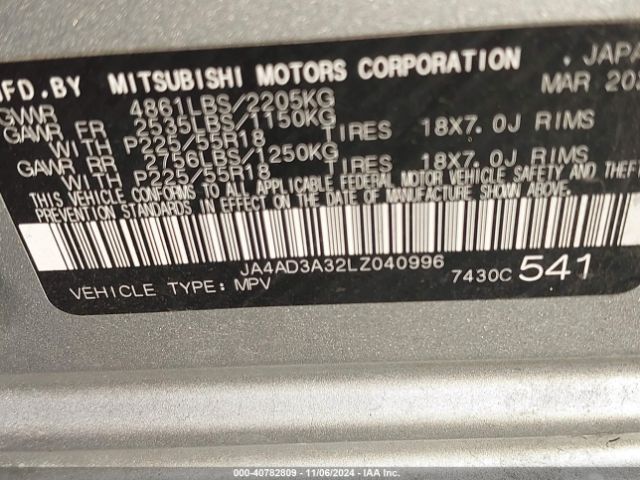 MFD.BY MITSUBISHI MOTORS CORPORATION . JAPA
GVWR 4861LBS/2205KG MAR 20
GAWR FR 2535LBS/1150KG
WITH P225/55R18 TIRES 18X7.0J RIMS
GAWR RR 2756LBS/1250KG
WITH P225/55R18 TIRES 18X7.0J RIMS
THIS VEHICLE CONFORMS TO ALL APPLICABLE FEDERAL MOTOR VEHICLE SAFETY AND THEFT
PREVENTION STANDARDS IN EFFECT ON THE DATE OF MANUFACTURE SHOWN ABOVE.
JA4AD3A32LZ040996 7430C 541
VEHICLE TYPE: MPV
000-40782809 - 11/06/2024 - IAA Inc.